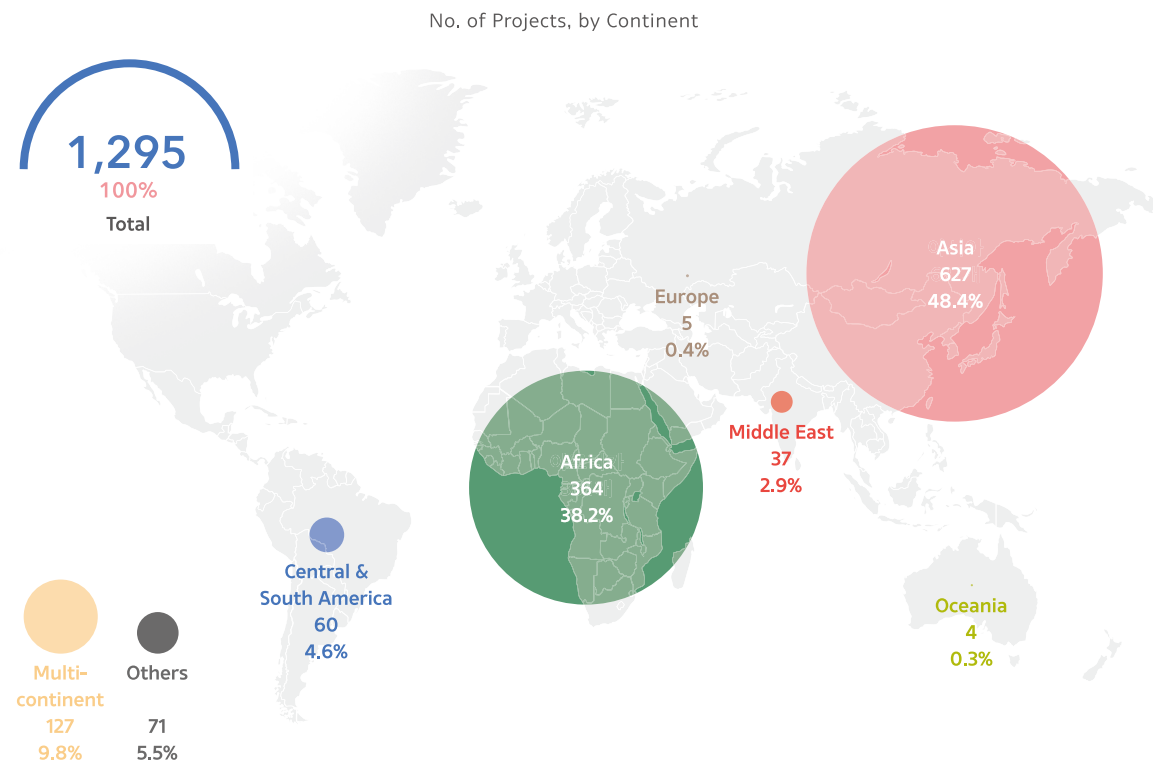 No. of Projects, by Continent
1,295
100%
Total
Asia
627
48.4%
Europe
5
0.4%
Middle East
37
2.9%
Africa
364
38.2%
Central &
South America
60
4.6%
Oceania
4
0.3%
Multi-
continent
127
9.8%
Others
71
5.5%